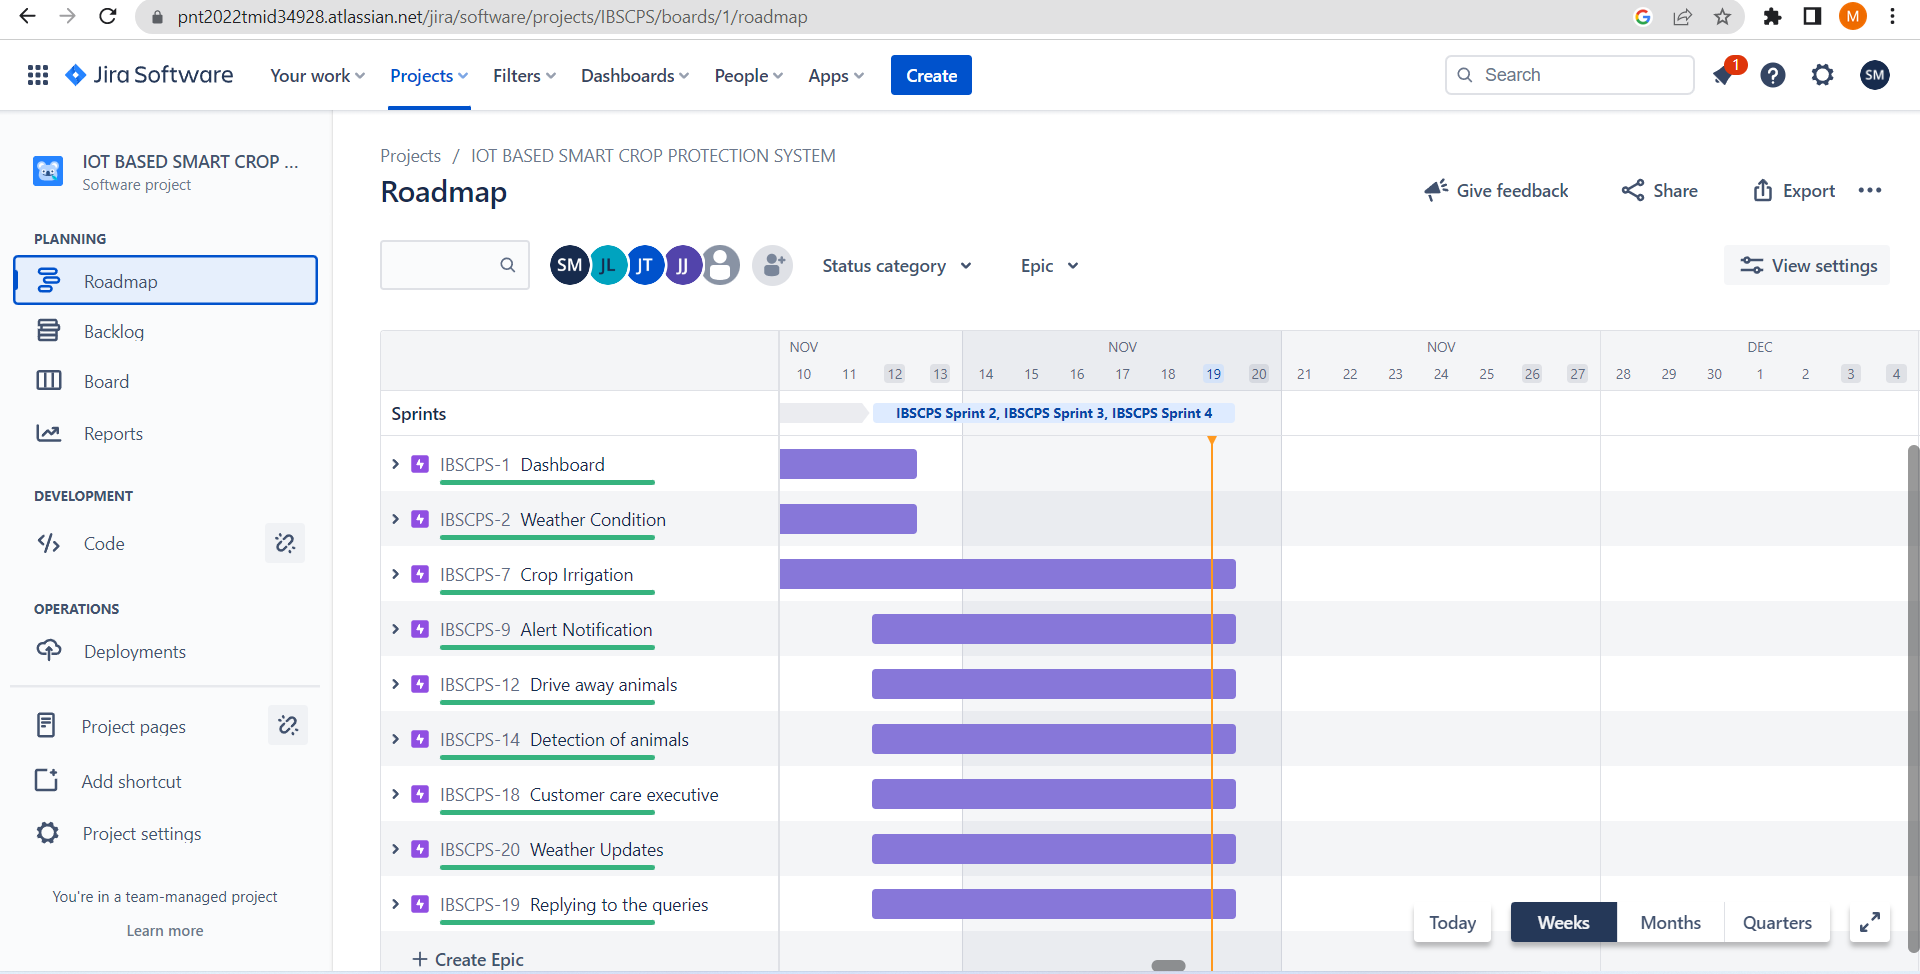 pnt2022tmid34928.atlassian.net/jira/software/projects/IBSCPS/boards/1/roadmap
M
Jira Software
Your work
Projects
Filters
Dashboards
People
Apps
Create
Search
1
SM
IOT BASED SMART CROP ...
Software project
PLANNING
Roadmap
Backlog
Board
Reports
DEVELOPMENT
Code
OPERATIONS
Deployments
Project pages
Add shortcut
Project settings
You're in a team-managed project
Learn more
Projects / IOT BASED SMART CROP PROTECTION SYSTEM
Roadmap
Give feedback
Share
Export
SM JL JT JJ
Status category
Epic
View settings
NOV NOV NOV DEC
10 11 12 13 14 15 16 17 18 19 20 21 22 23 24 25 26 27 28 29 30 1 2 3 4
Sprints
IBSCPS Sprint 2, IBSCPS Sprint 3, IBSCPS Sprint 4
IBSCPS-1 Dashboard
IBSCPS-2 Weather Condition
IBSCPS-7 Crop Irrigation
IBSCPS-9 Alert Notification
IBSCPS-12 Drive away animals
IBSCPS-14 Detection of animals
IBSCPS-18 Customer care executive
IBSCPS-20 Weather Updates
IBSCPS-19 Replying to the queries
+ Create Epic
Today
Weeks
Months
Quarters